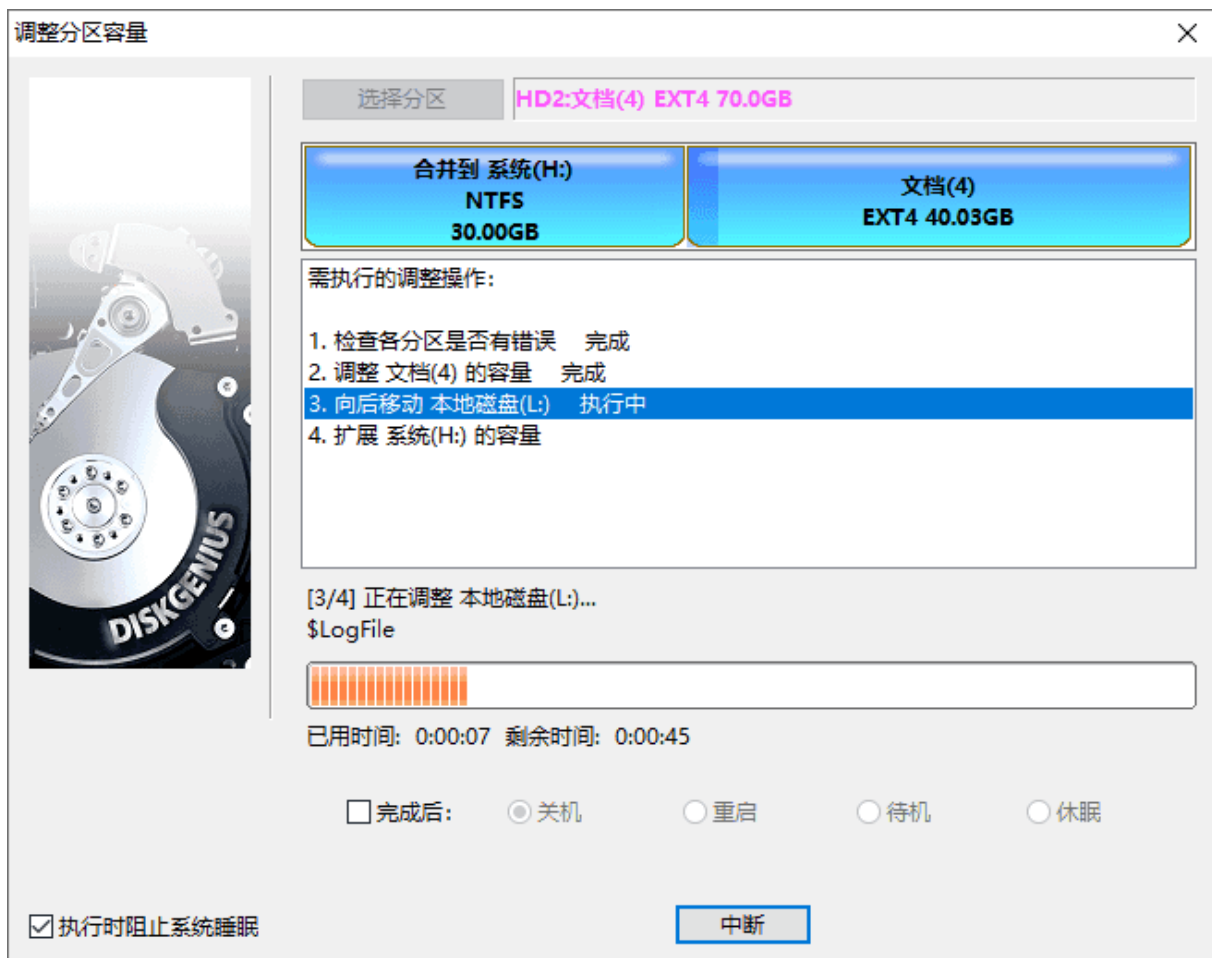 调整分区容量
选择分区
HD2:文档(4) EXT4 70.0GB
合并到 系统(H:)
NTFS
30.00GB
文档(4)
EXT4 40.03GB
需执行的调整操作:
1. 检查各分区是否有错误 完成
2. 调整 文档(4) 的容量 完成
3. 向后移动 本地磁盘(L:) 执行中
4. 扩展 系统(H:) 的容量
DISKGENIUS
[3/4] 正在调整 本地磁盘(L:)...
$LogFile
已用时间: 0:00:07 剩余时间: 0:00:45
完成后: 关机 重启 待机 休眠
执行时阻止系统睡眠
中断